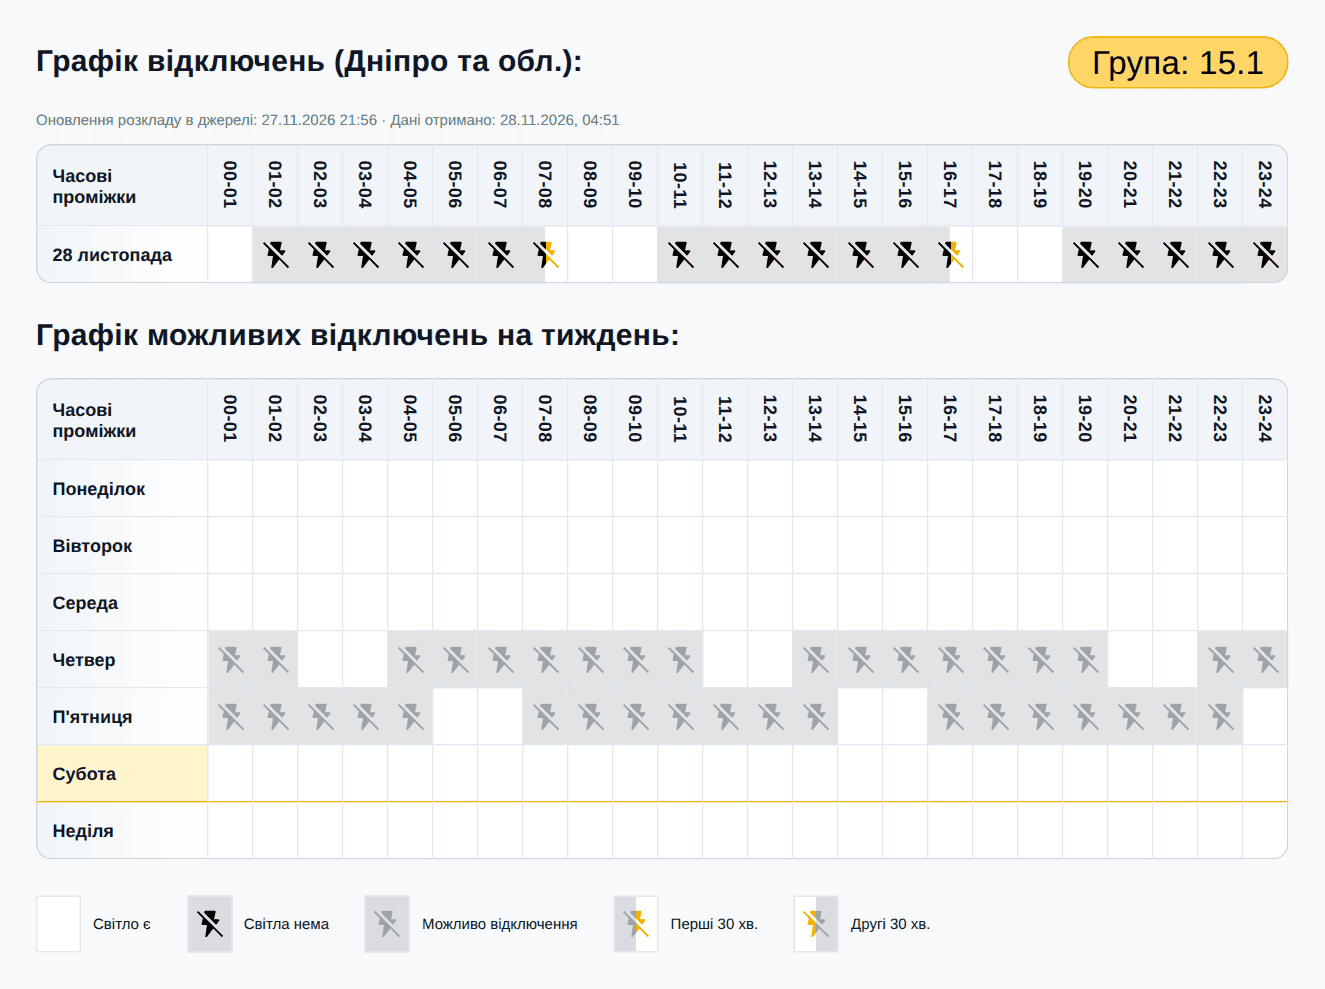 Графік відключень (Дніпро та обл.):
Група: 15.1
Оновлення розкладу в джерелі: 27.11.2026 21:56 · Дані отримано: 28.11.2026, 04:51
Часові проміжки 00-01 01-02 02-03 03-04 04-05 05-06 06-07 07-08 08-09 09-10 10-11 11-12 12-13 13-14 14-15 15-16 16-17 17-18 18-19 19-20 20-21 21-22 22-23 23-24
28 листопада
Графік можливих відключень на тиждень:
Часові проміжки 00-01 01-02 02-03 03-04 04-05 05-06 06-07 07-08 08-09 09-10 10-11 11-12 12-13 13-14 14-15 15-16 16-17 17-18 18-19 19-20 20-21 21-22 22-23 23-24
Понеділок
Вівторок
Середа
Четвер
П'ятниця
Субота
Неділя
Світло є Світла нема Можливо відключення Перші 30 хв. Другі 30 хв.